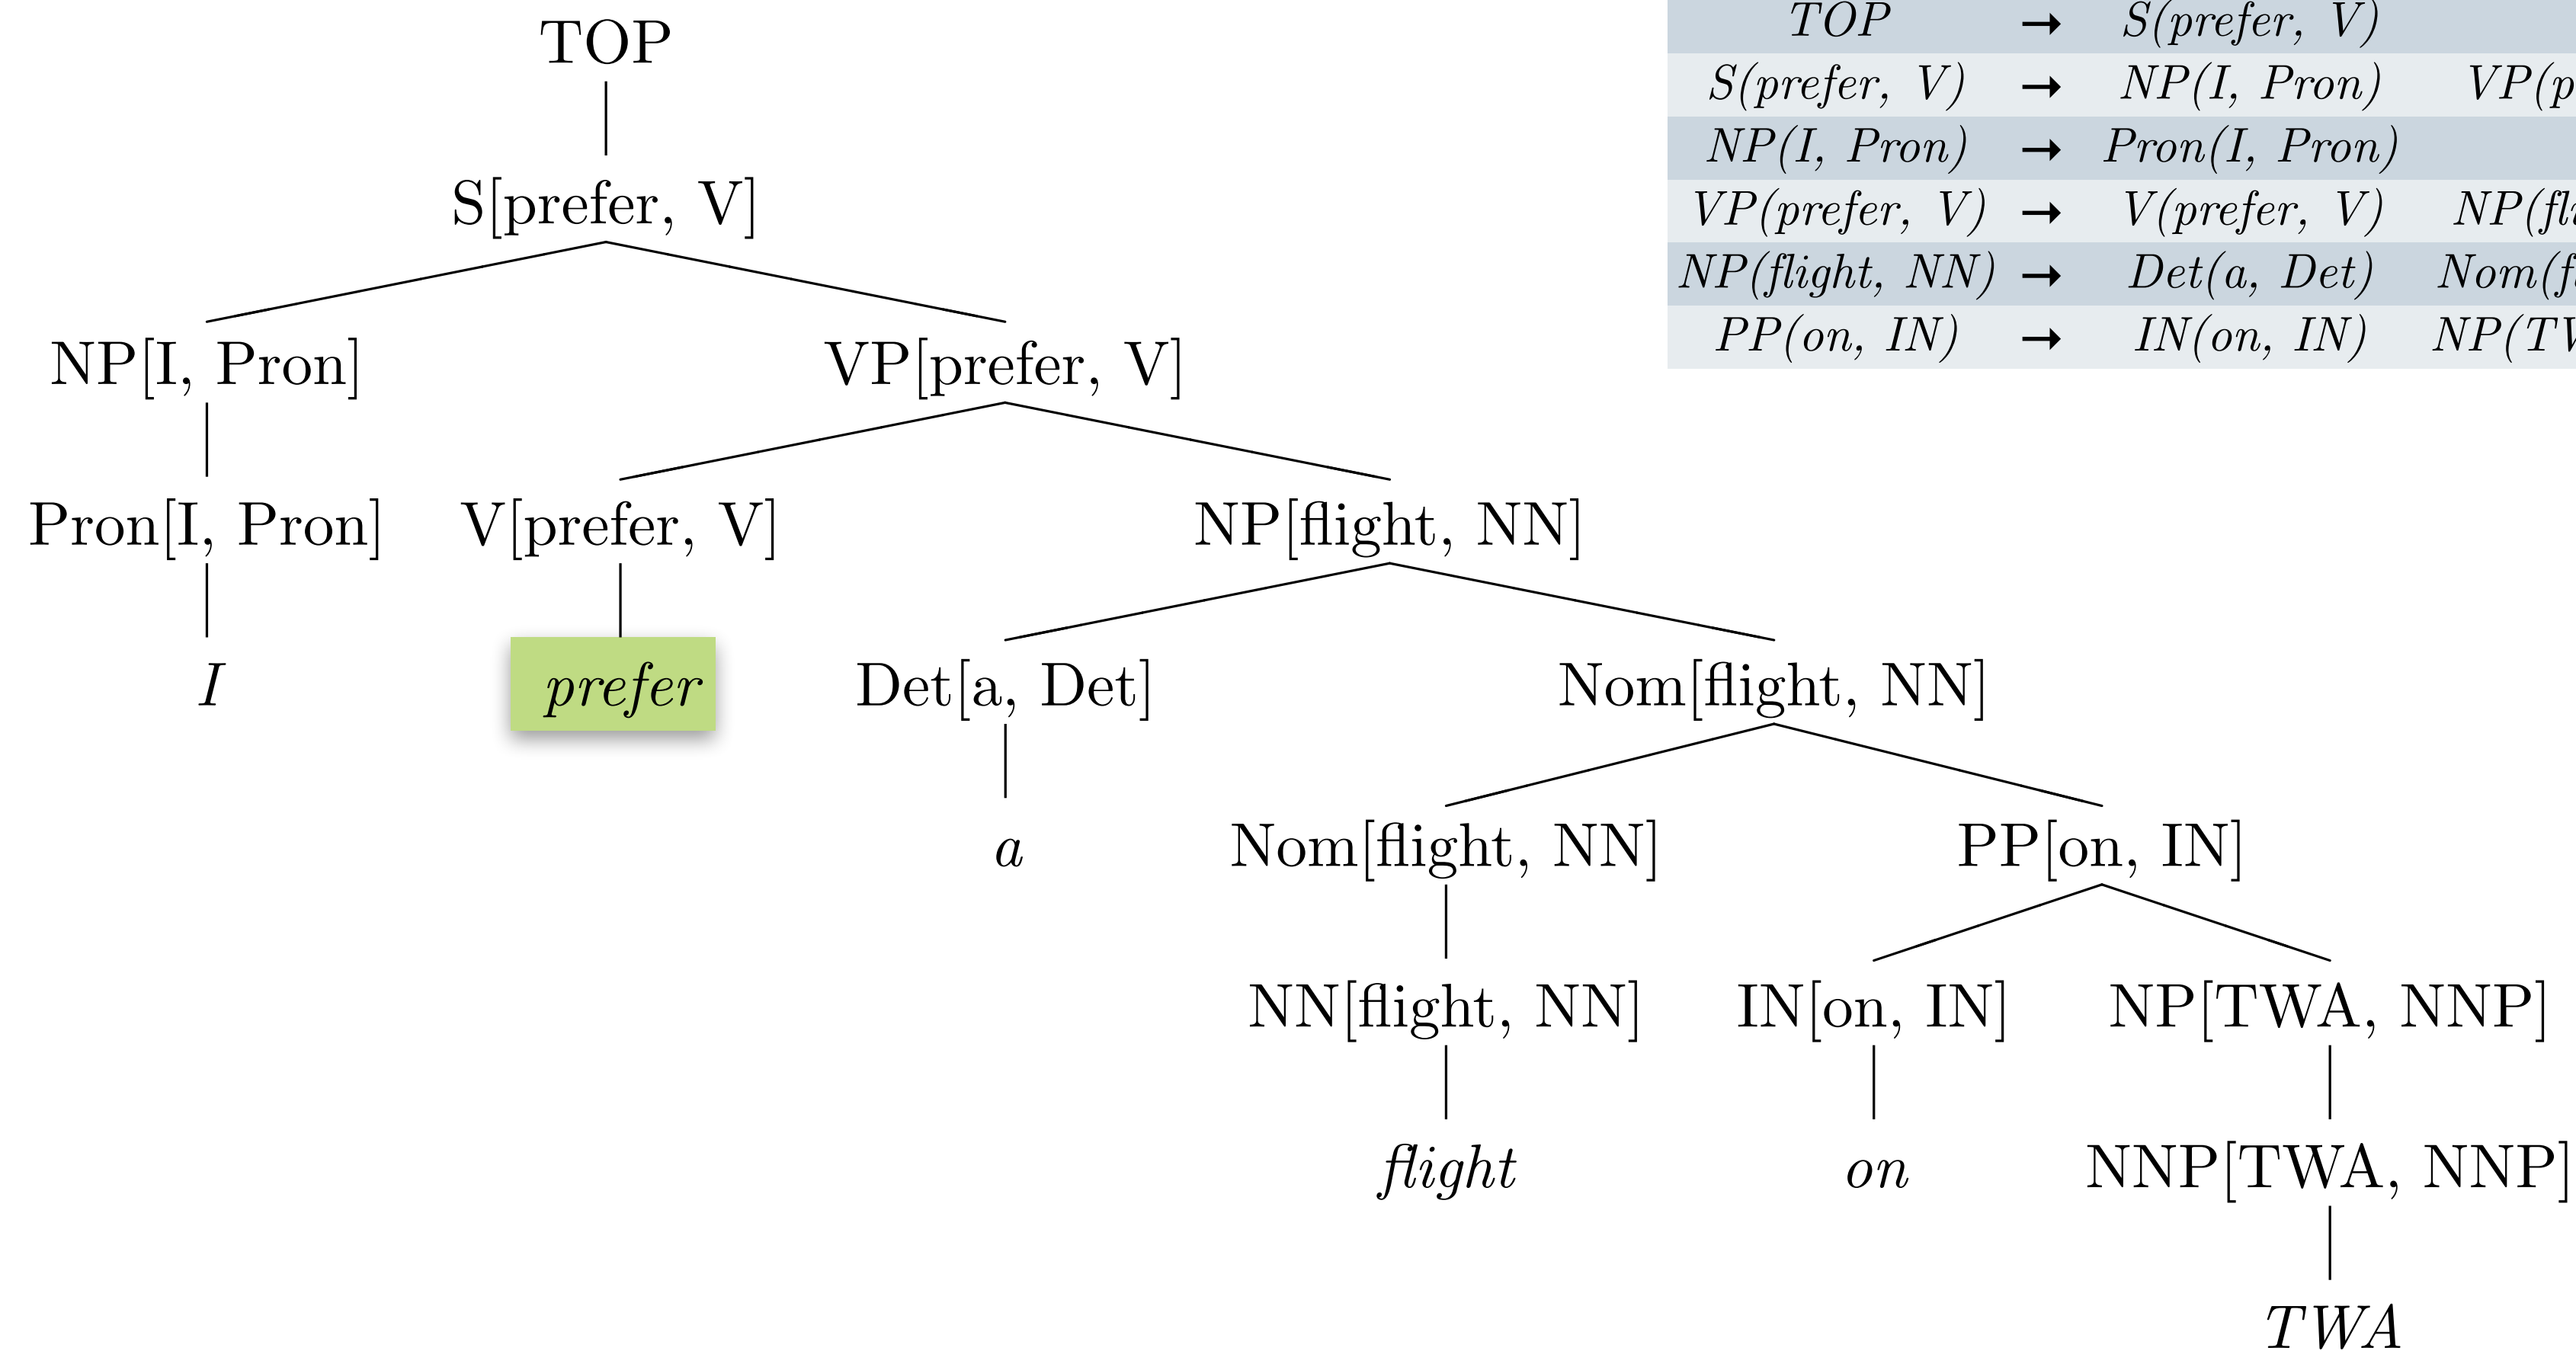 TOP
S[prefer, V]
NP[I, Pron] VP[prefer, V]
Pron[I, Pron] V[prefer, V] NP[flight, NN]
I prefer Det[a, Det] Nom[flight, NN]
a Nom[flight, NN] PP[on, IN]
NN[flight, NN] IN[on, IN] NP[TWA, NNP]
flight on NNP[TWA, NNP]
TWA
TOP → S(prefer, V)
S(prefer, V) → NP(I, Pron) VP(p
NP(I, Pron) → Pron(I, Pron)
VP(prefer, V) → V(prefer, V) NP(fli
NP(flight, NN) → Det(a, Det) Nom(f
PP(on, IN) → IN(on, IN) NP(TW